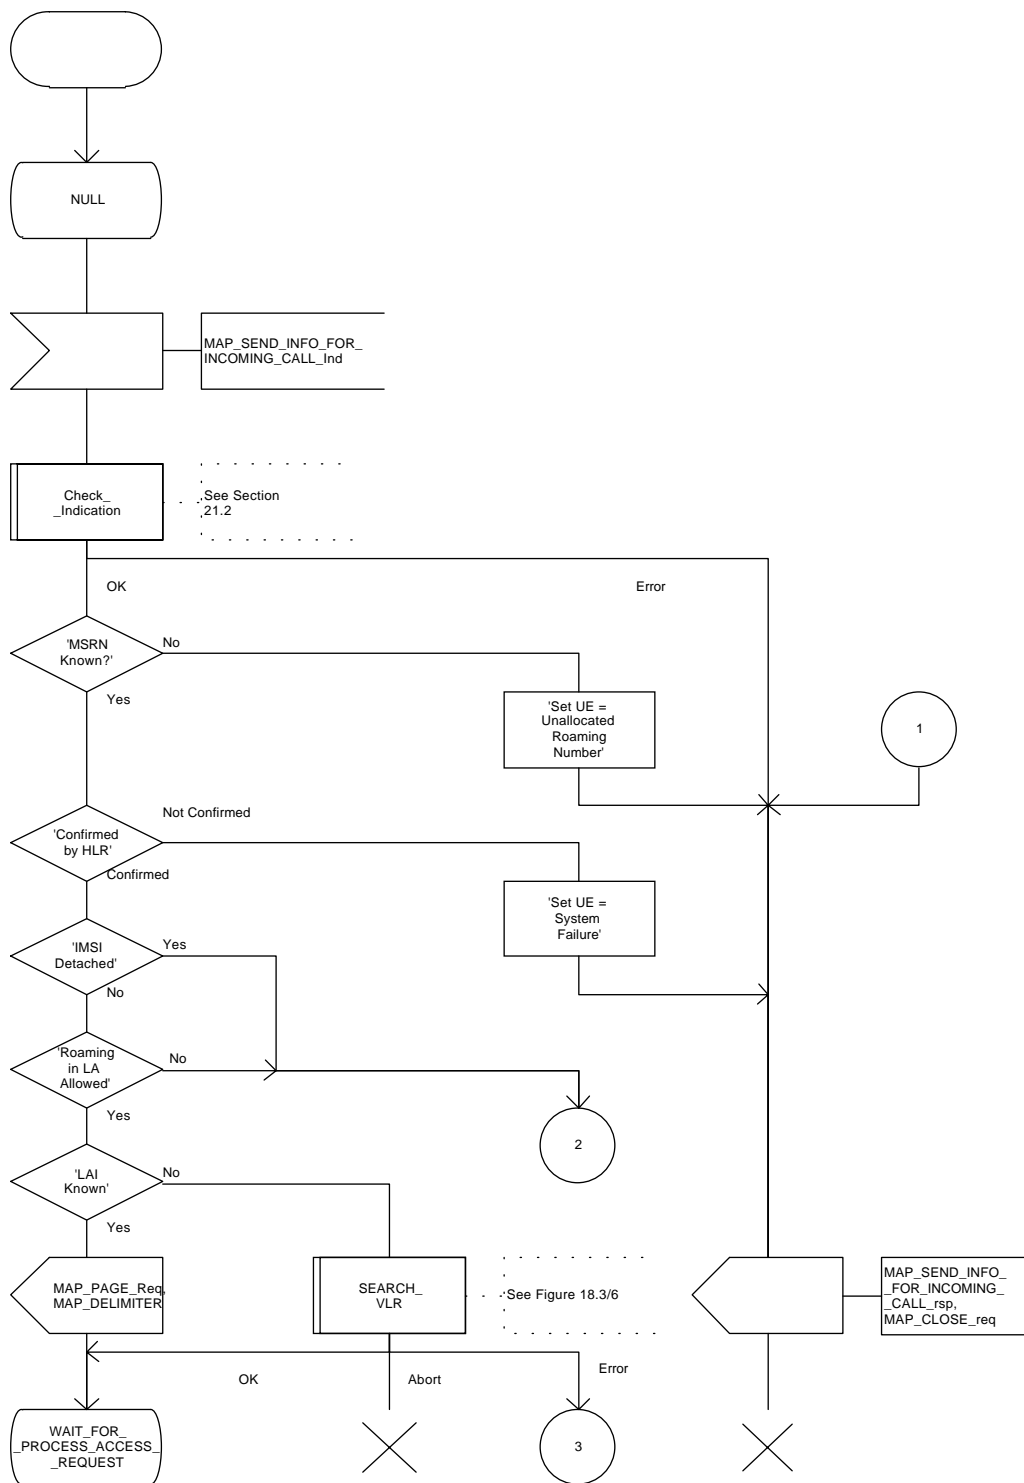 NULL
MAP_SEND_INFO_FOR_
INCOMING_CALL_Ind
Check_
_Indication
See Section
21.2
OK
Error
'MSRN
Known?'
No
Yes
'Set UE =
Unallocated
Roaming
Number'
1
Not Confirmed
'Confirmed
by HLR'
Confirmed
'Set UE =
System
Failure'
'IMSI
Detached'
Yes
No
'Roaming
in LA
Allowed'
No
Yes
2
'LAI
Known'
No
Yes
MAP_PAGE_Req,
MAP_DELIMITER
SEARCH_
VLR
See Figure 18.3/6
MAP_SEND_INFO_
_FOR_INCOMING_
_CALL_rsp,
MAP_CLOSE_req
OK
Abort
Error
WAIT_FOR_
_PROCESS_ACCESS_
_REQUEST
3